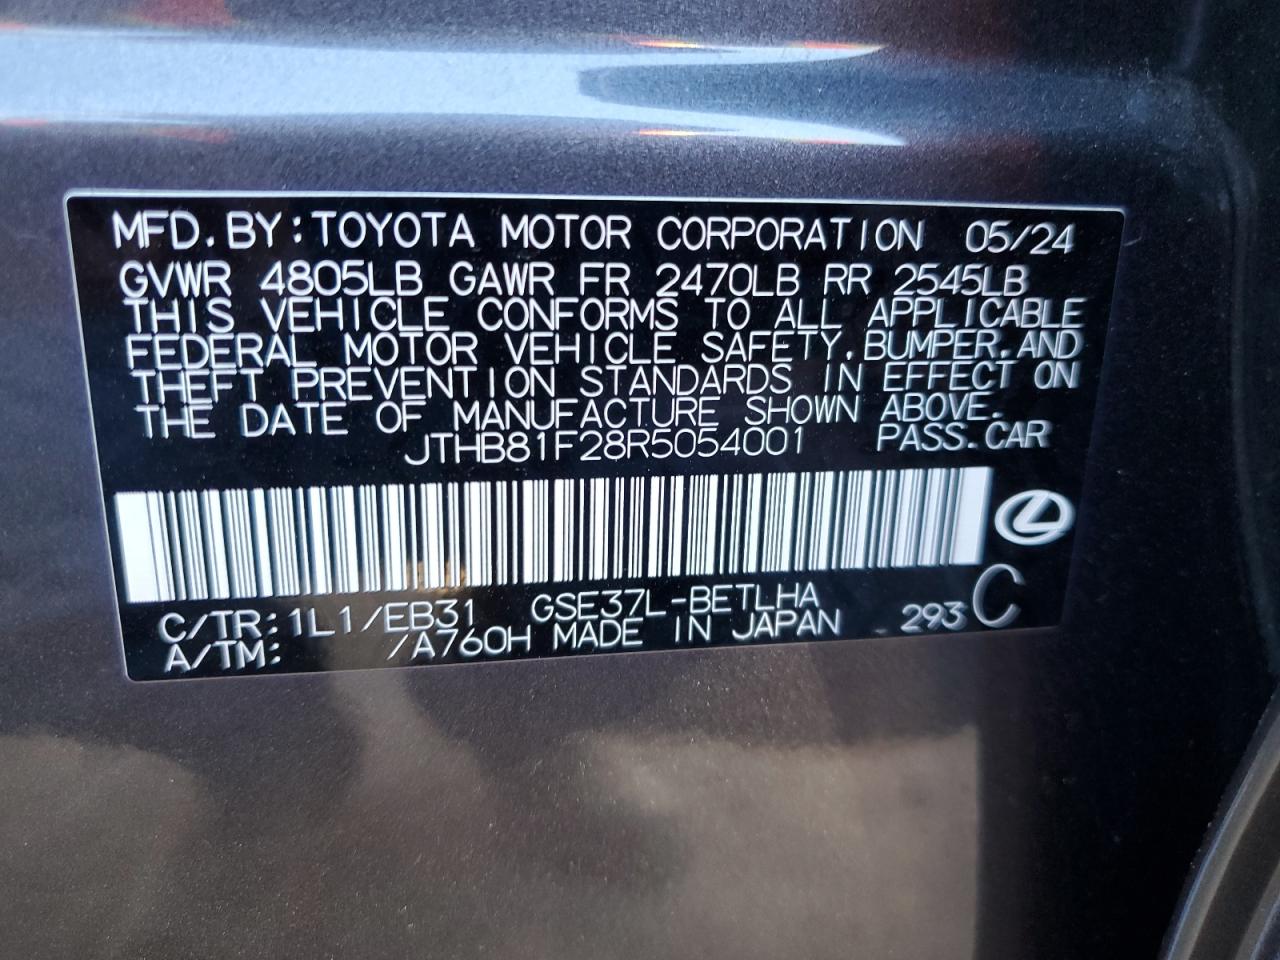 MFD. BY: TOYOTA MOTOR CORPORATION 05/24
GVWR 4805LB GAWR FR 2470LB RR 2545LB
THIS VEHICLE CONFORMS TO ALL APPLICABLE
FEDERAL MOTOR VEHICLE SAFETY, BUMPER, AND
THEFT PREVENTION STANDARDS IN EFFECT ON
THE DATE OF MANUFACTURE SHOWN ABOVE.
JTHB81F28R5054001 PASS. CAR
C/TR: 1L1/EB31 GSE37L-BETLHA
A/TM: /A760H MADE IN JAPAN 293 C